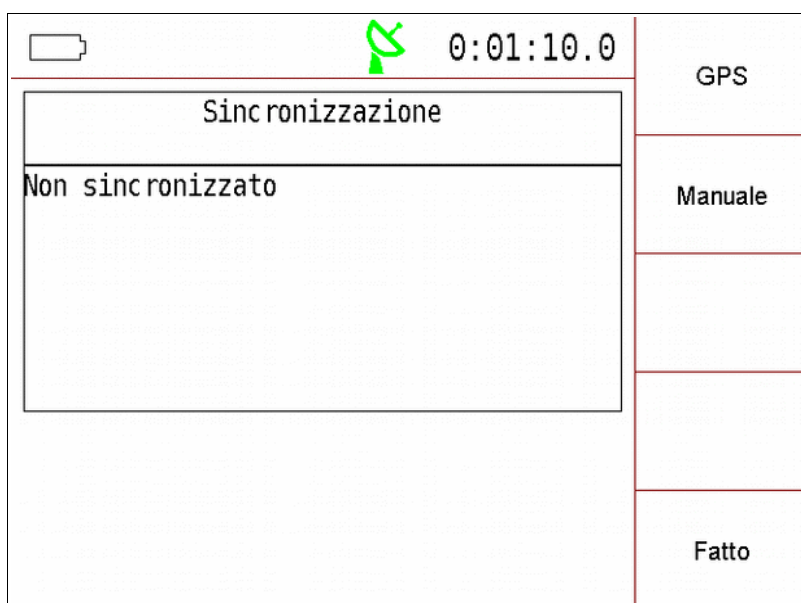 0:01:10.0
GPS
Sincronizzazione
Non sincronizzato
Manuale
Fatto